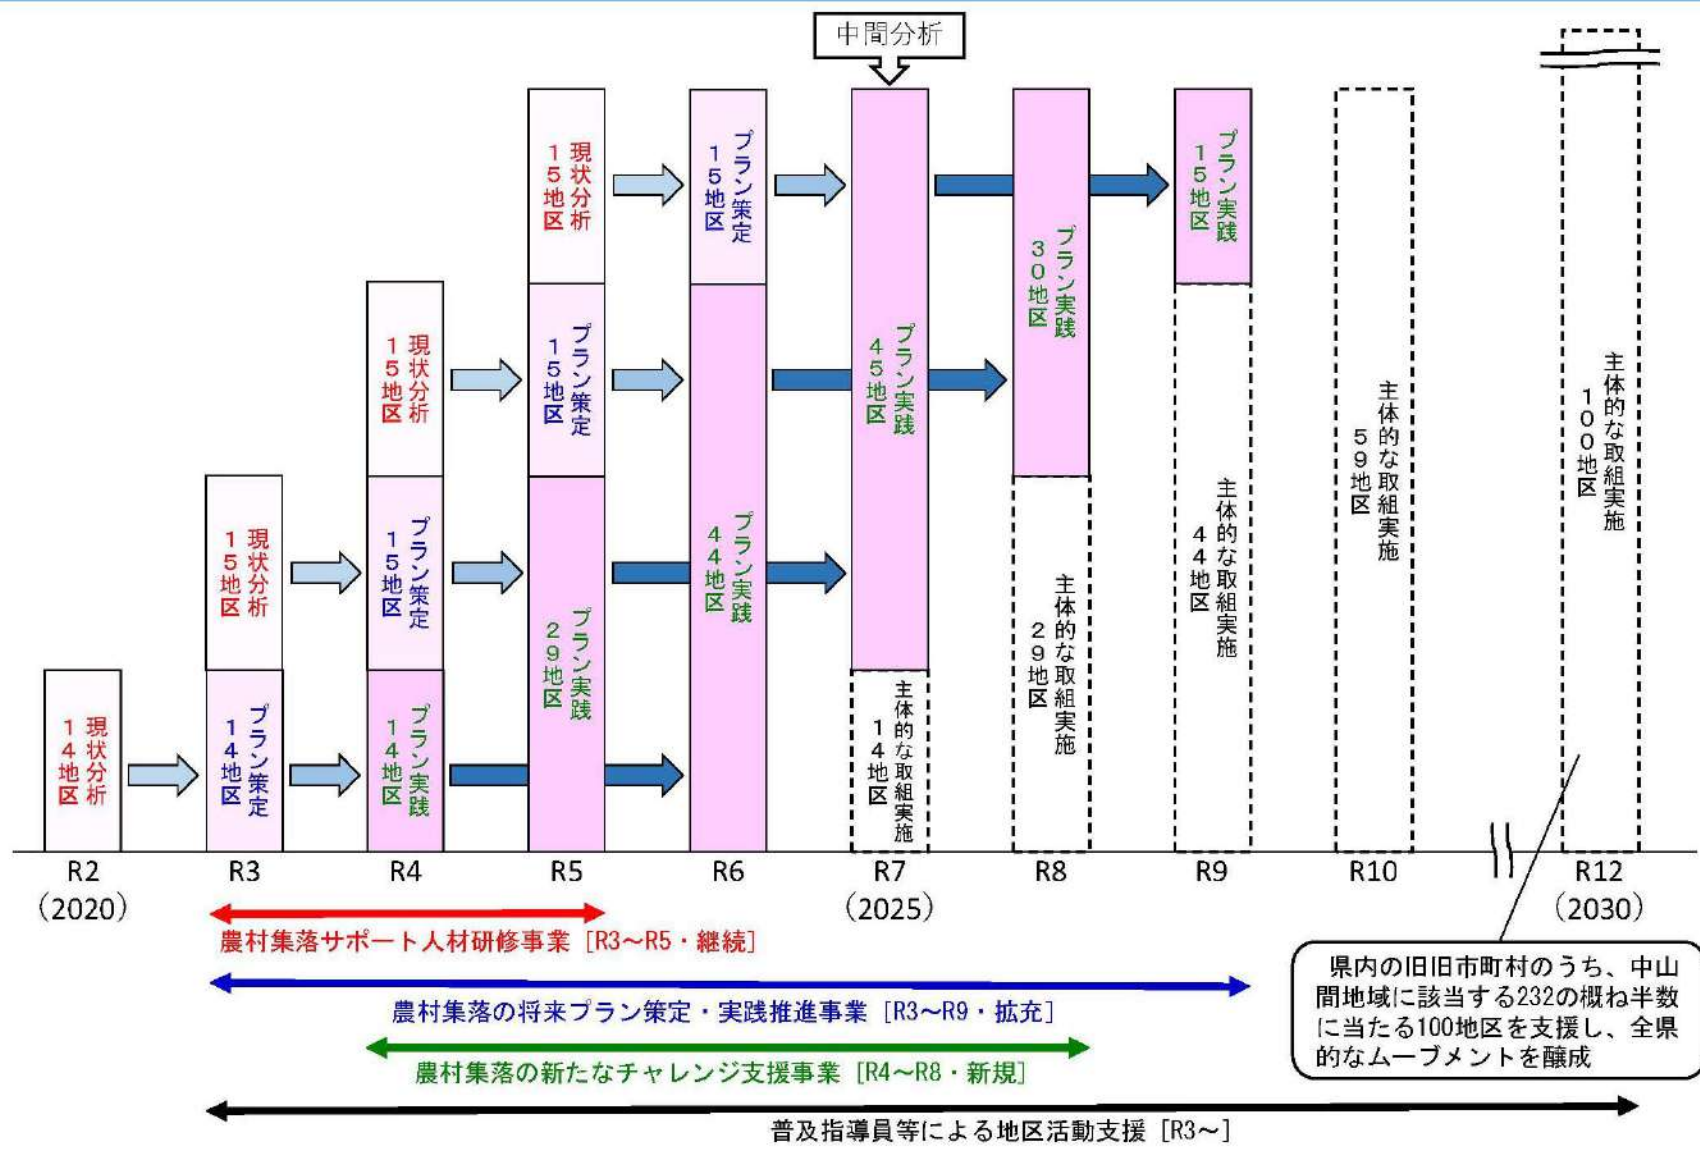 中間分析
現状分析
14地区
プラン策定
14地区
現状分析
15地区
プラン実践
14地区
プラン策定
15地区
現状分析
15地区
プラン実践
29地区
プラン策定
15地区
現状分析
15地区
プラン実践
44地区
プラン策定
15地区
主体的な取組実施
14地区
プラン実践
45地区
主体的な取組実施
29地区
プラン実践
30地区
主体的な取組実施
44地区
プラン実践
15地区
主体的な取組実施
59地区
主体的な取組実施
100地区
R2
(2020)
R3
R4
R5
R6
R7
(2025)
R8
R9
R10
R12
(2030)
農村集落サポート人材研修事業［R3～R5・継続］
農村集落の将来プラン策定・実践推進事業［R3～R9・拡充］
農村集落の新たなチャレンジ支援事業［R4～R8・新規］
普及指導員等による地区活動支援［R3～］
県内の旧旧市町村のうち、中山
間地域に該当する232の概ね半数
に当たる100地区を支援し、全県
的なムーブメントを醸成